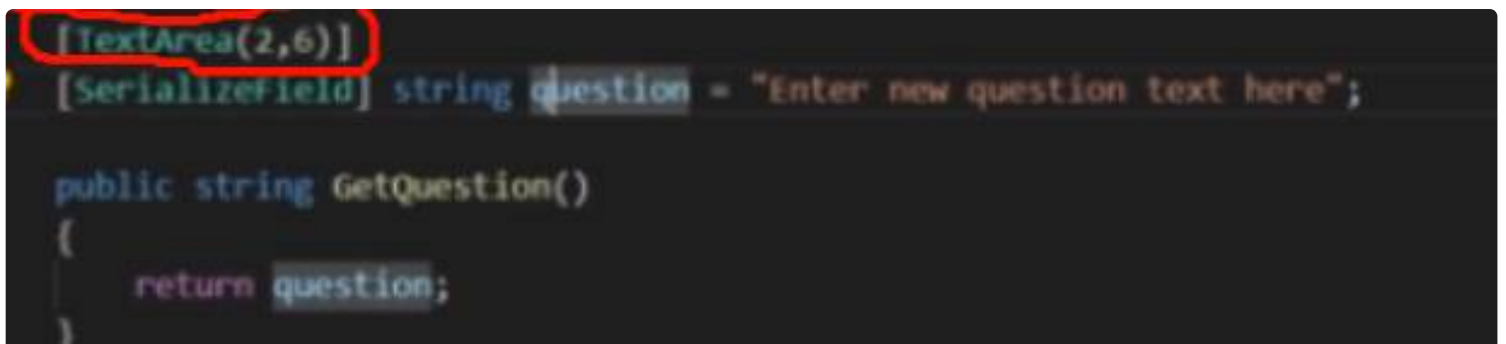 [TextArea(2,6)]
[SerializeField] string question = "Enter new question text here";
public string GetQuestion()
{
return question;
}